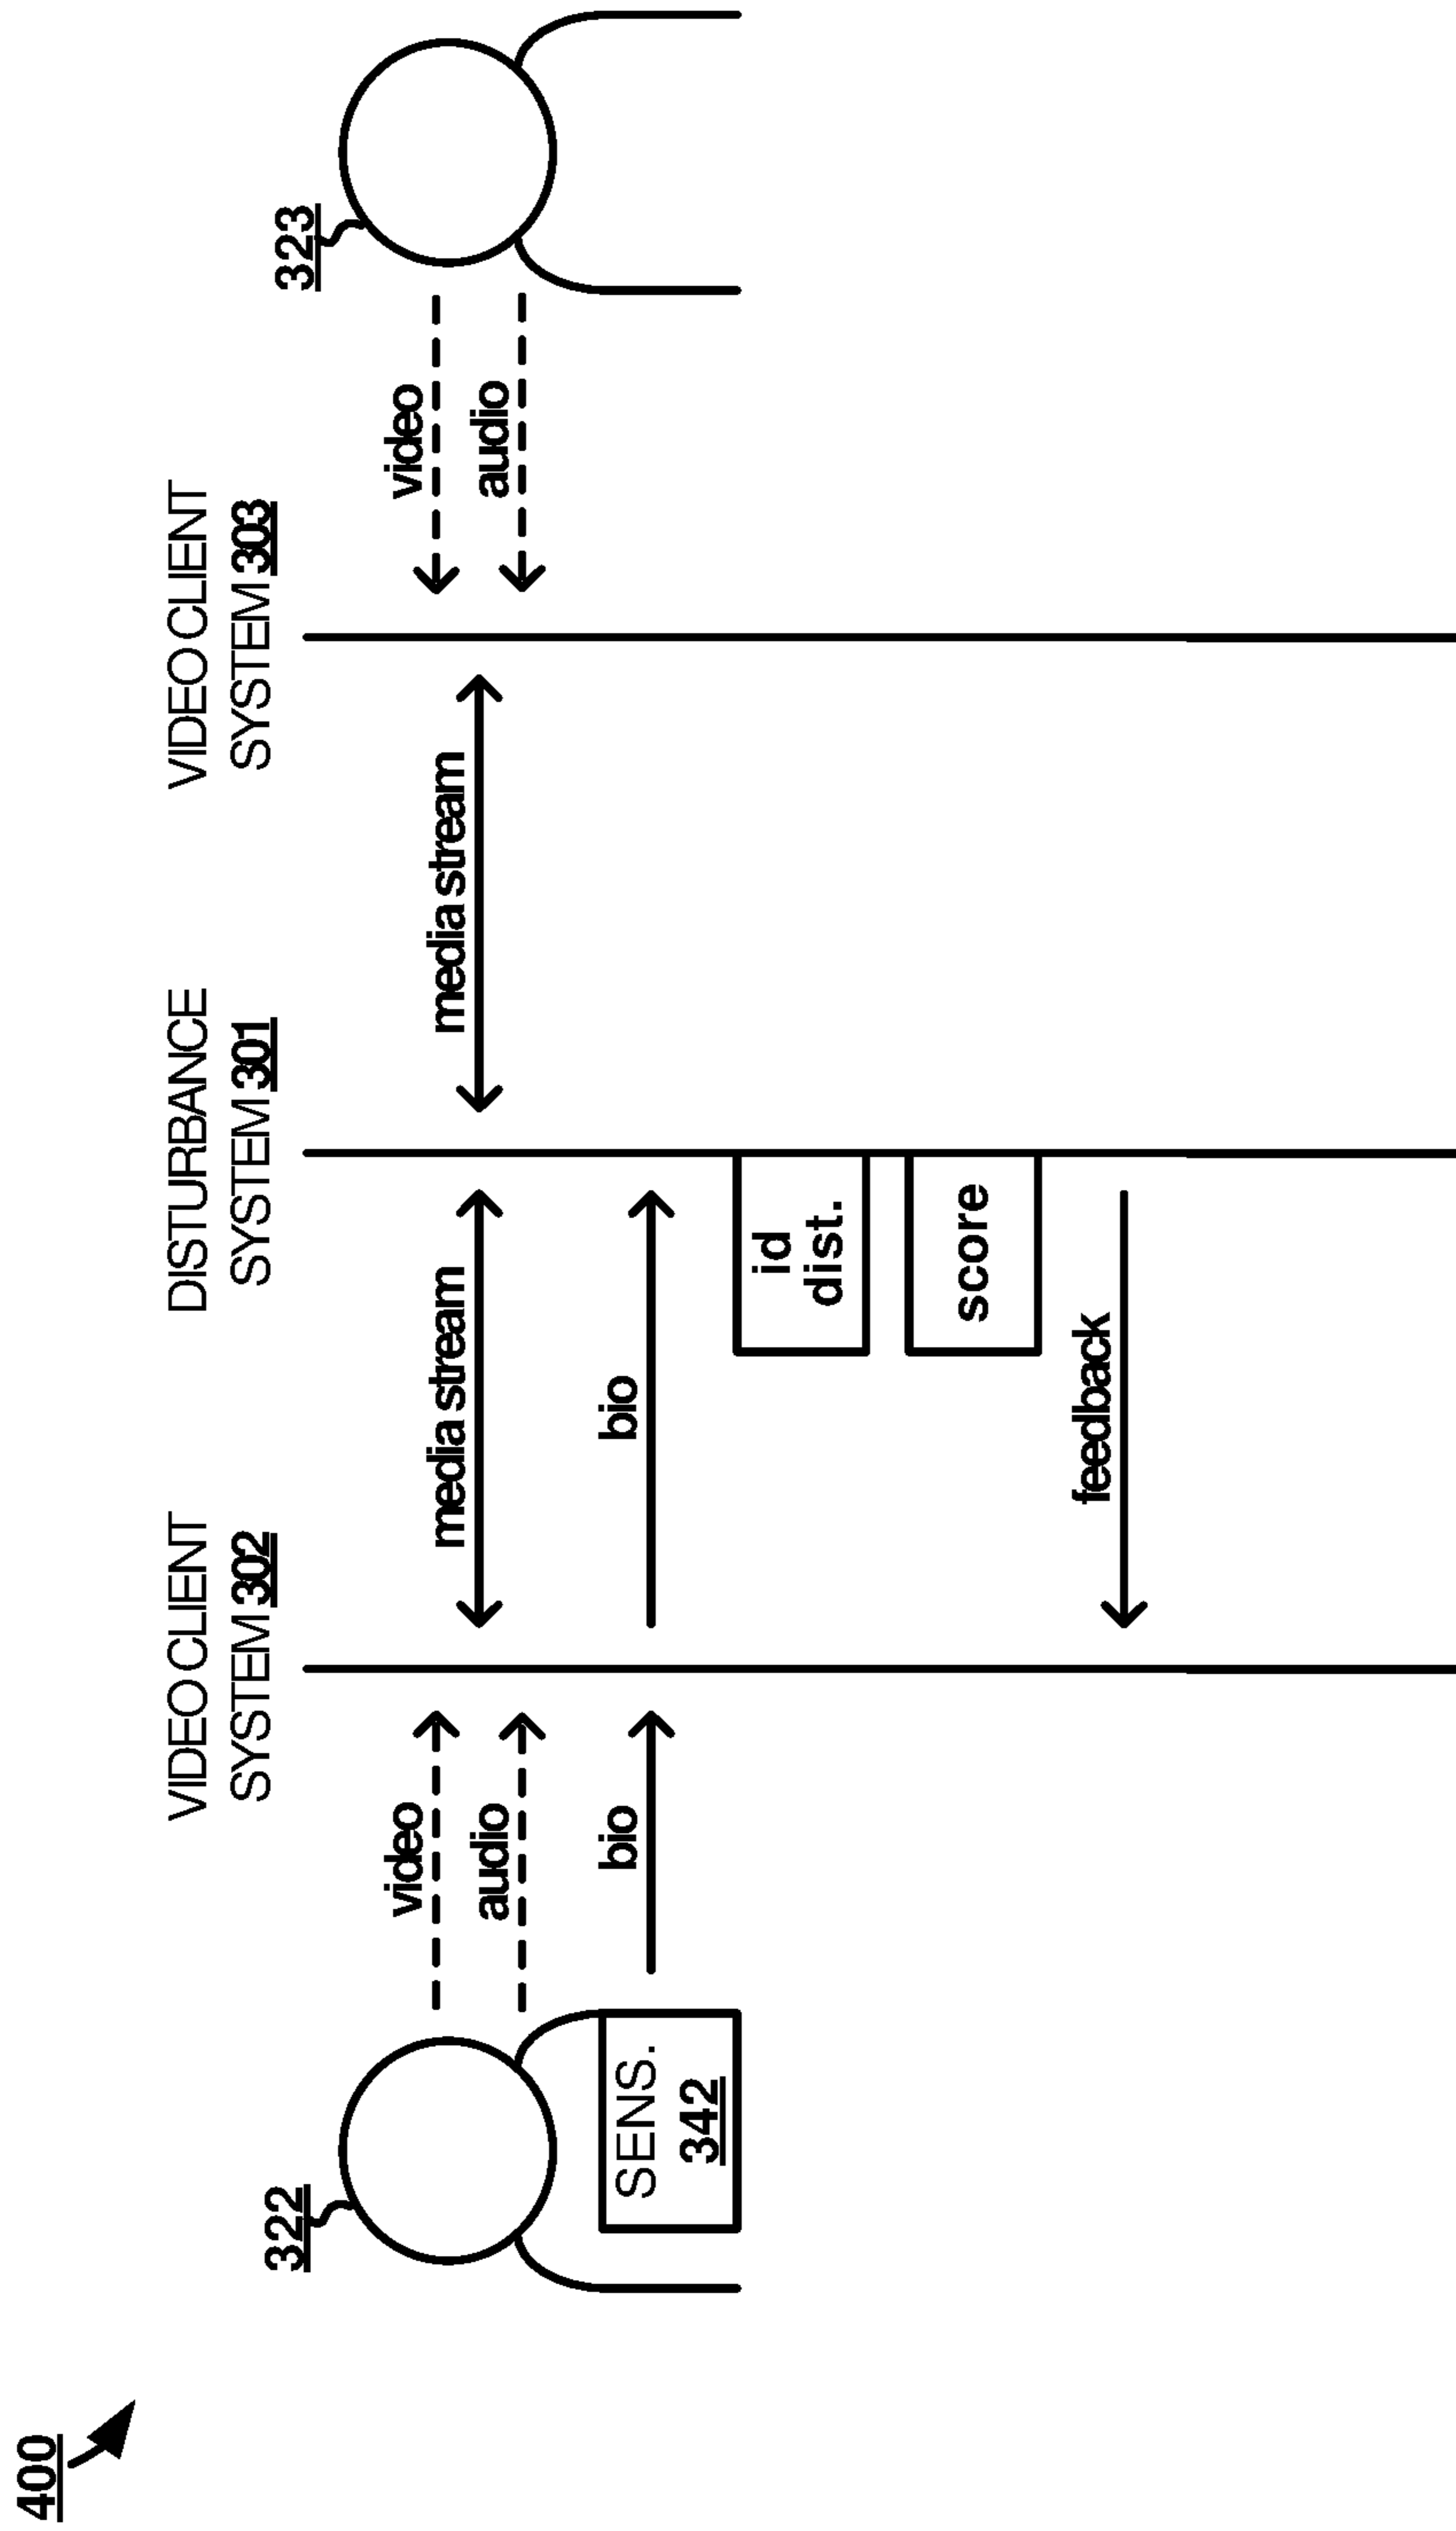 400
VIDEO CLIENT
SYSTEM 302
DISTURBANCE
SYSTEM 301
VIDEO CLIENT
SYSTEM 303
322
323
video
media stream
media stream
video
audio
audio
SENS.
342
bio
bio
id
dist.
score
feedback